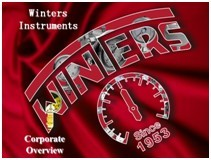 Winters
Instruments
WINTERS
Since
1953
Corporate
Overview